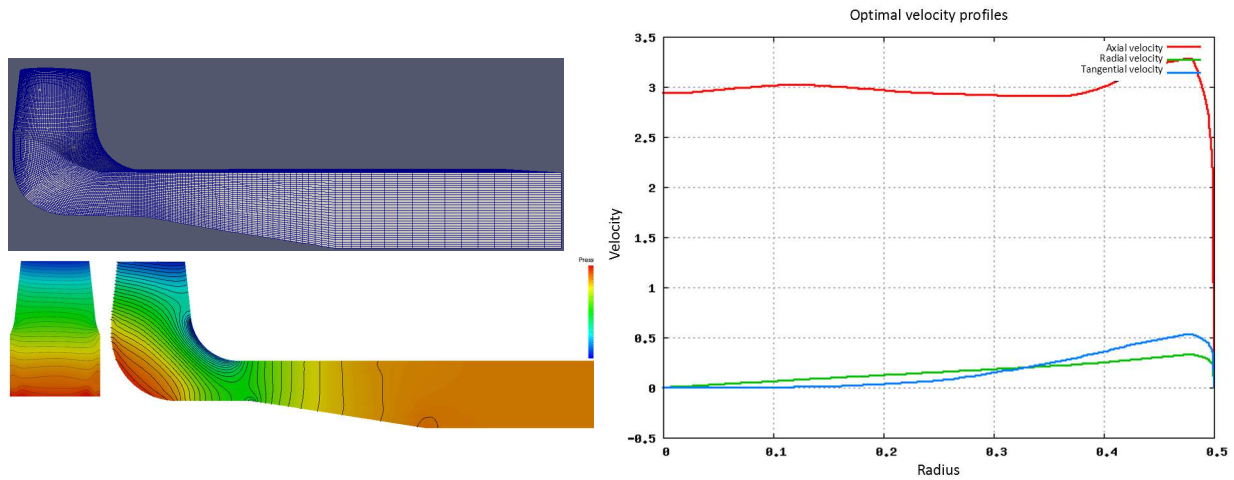 Press
Optimal velocity profiles
3.5
Axial velocity
Radial velocity
Tangential velocity
3
2.5
2
1.5
1
0.5
0
-0.5
Velocity
0 0.1 0.2 0.3 0.4 0.5
Radius